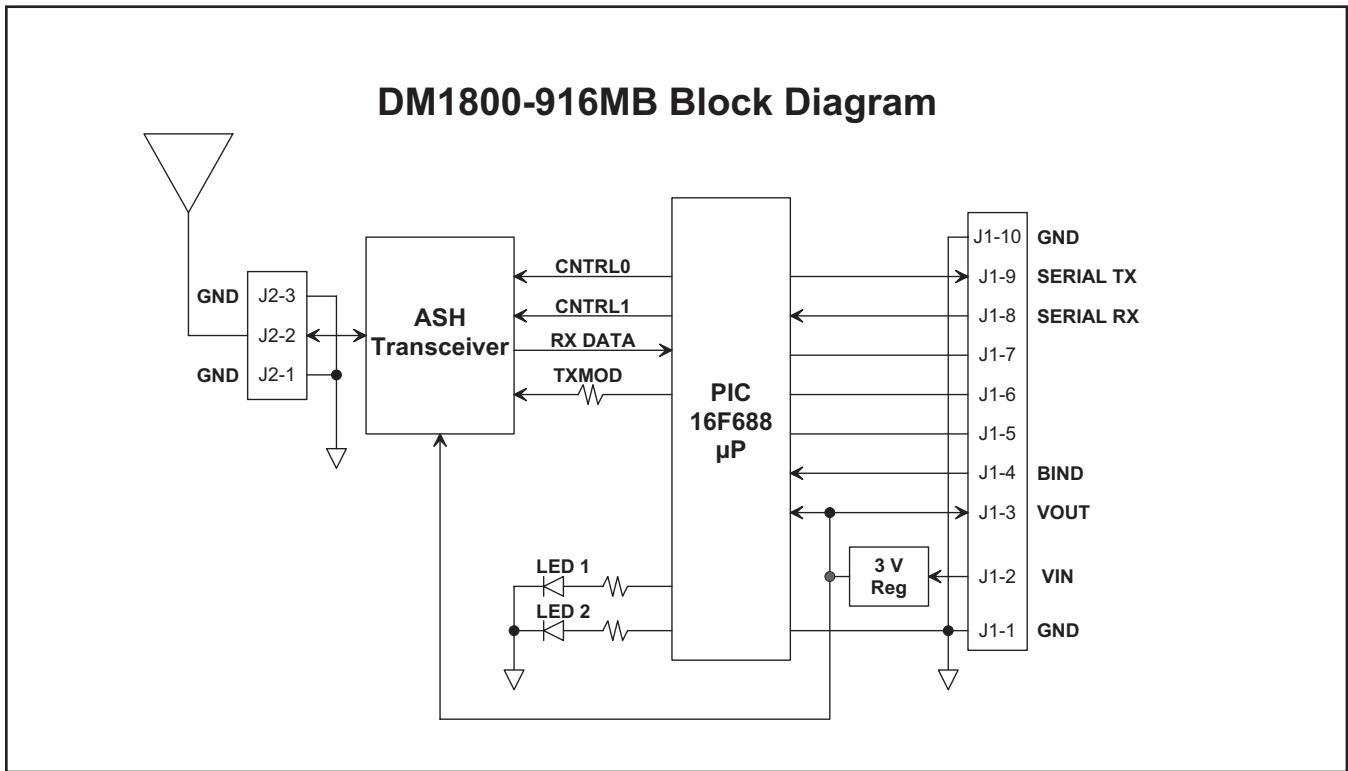 DM1800-916MB Block Diagram
GND
J2-3
J2-2
GND
J2-1
ASH
Transceiver
CNTRL0
CNTRL1
RX DATA
TXMOD
PIC
16F688
µP
LED 1
LED 2
3 V
Reg
J1-10 GND
J1-9 SERIAL TX
J1-8 SERIAL RX
J1-7
J1-6
J1-5
J1-4 BIND
J1-3 VOUT
J1-2 VIN
J1-1 GND